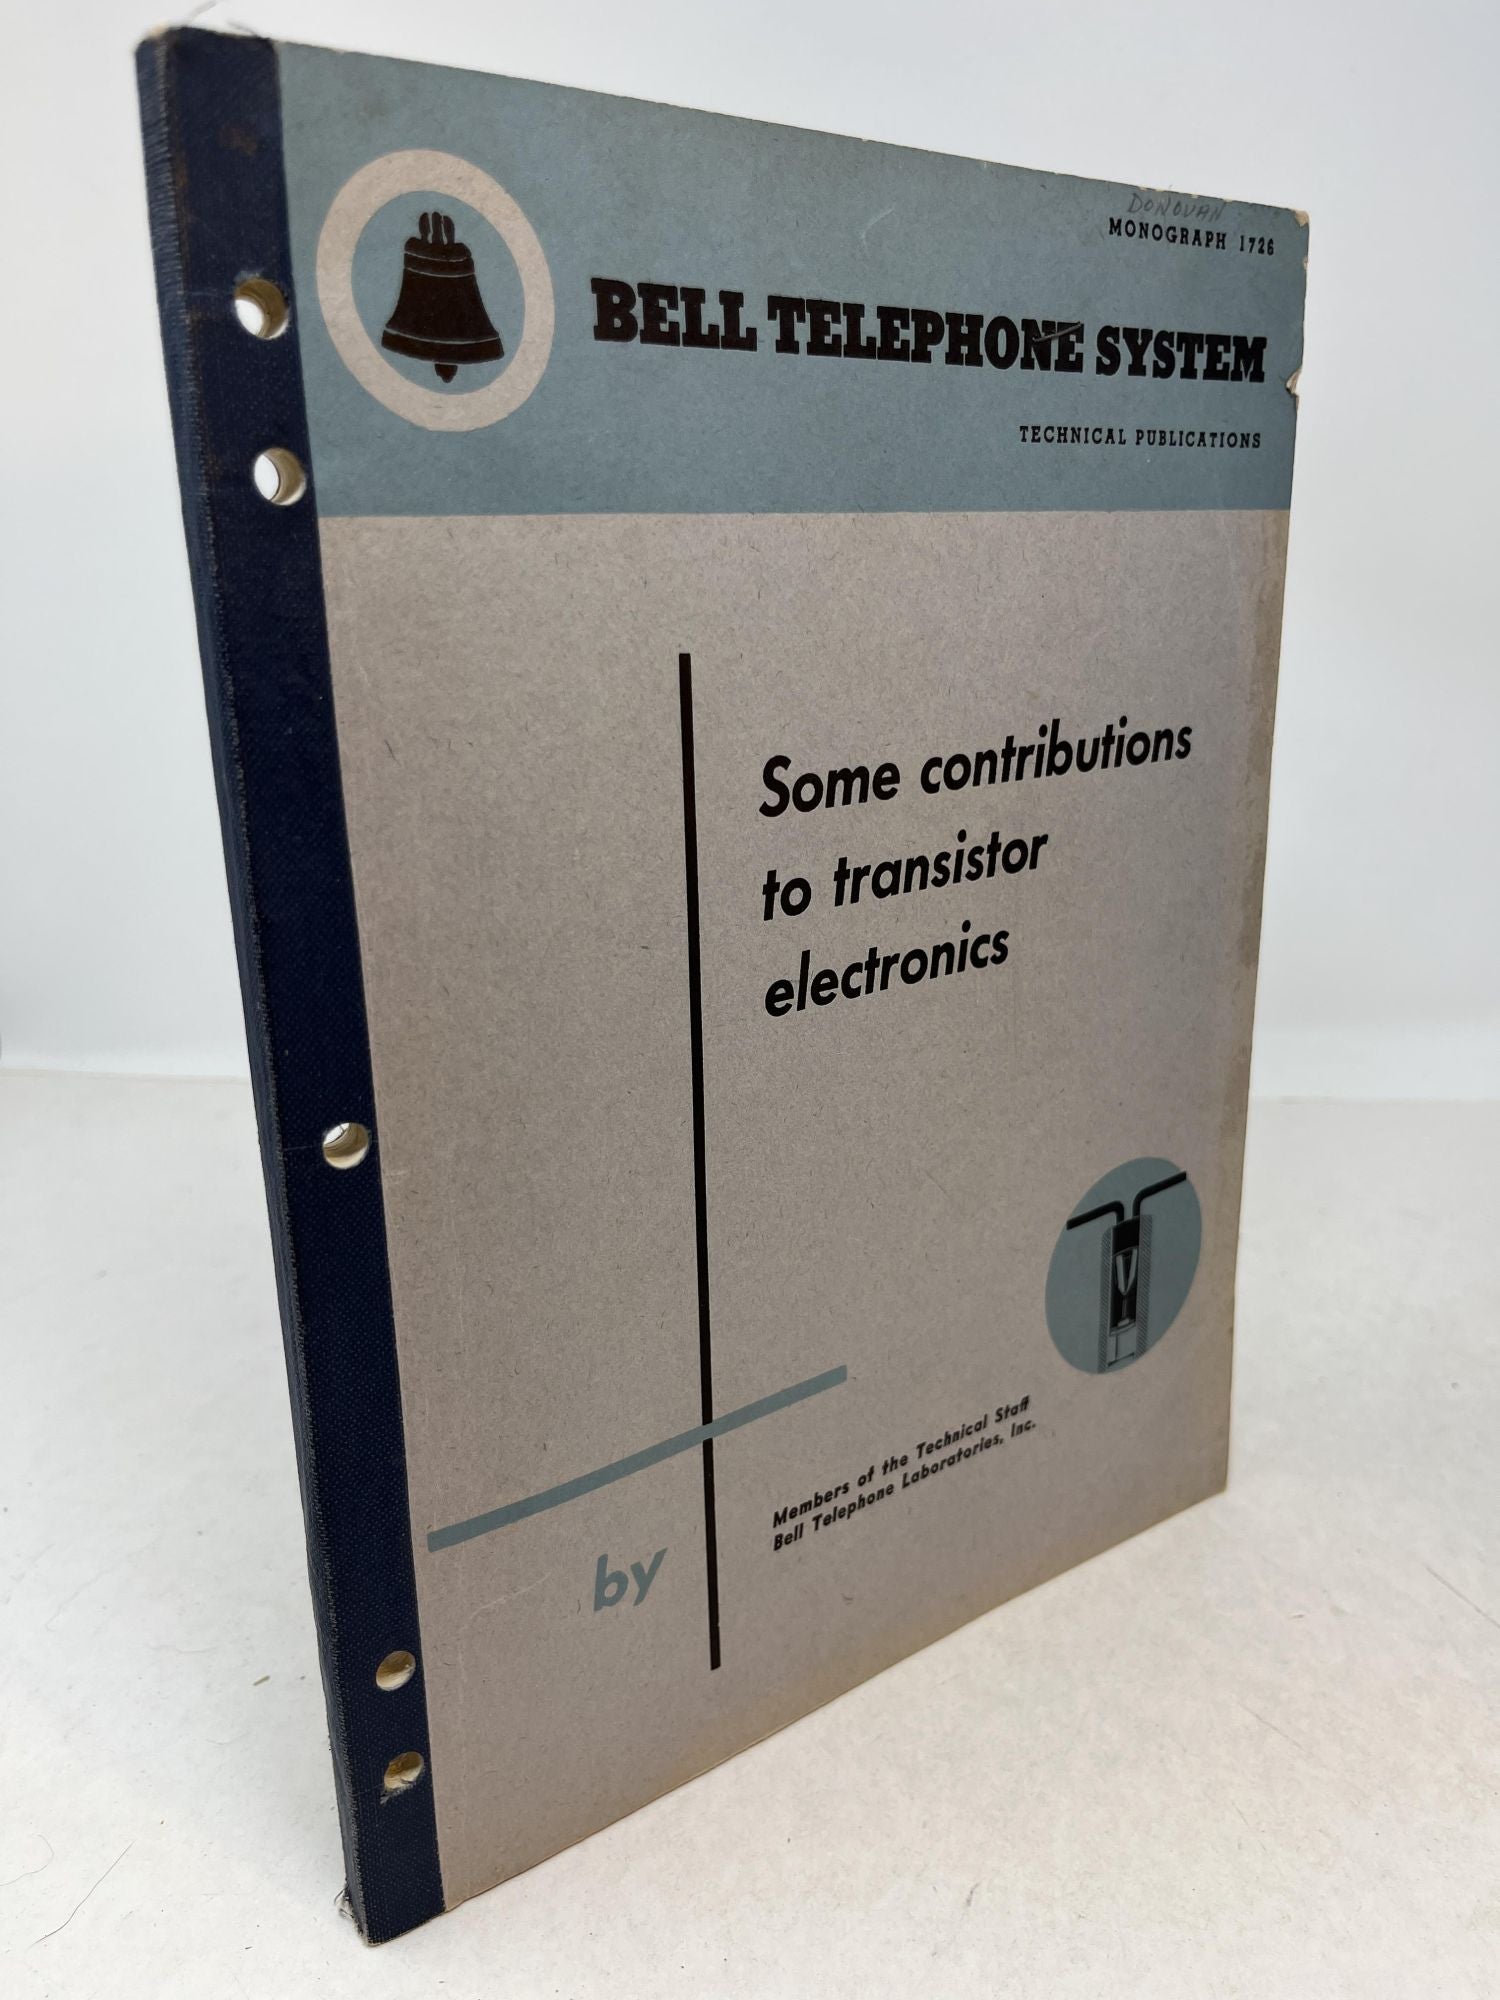 DONOVAN
MONOGRAPH 1726
BELL TELEPHONE SYSTEM
TECHNICAL PUBLICATIONS
Some contributions
to transistor
electronics
by
Members of the Technical Staff
Bell Telephone Laboratories, Inc.